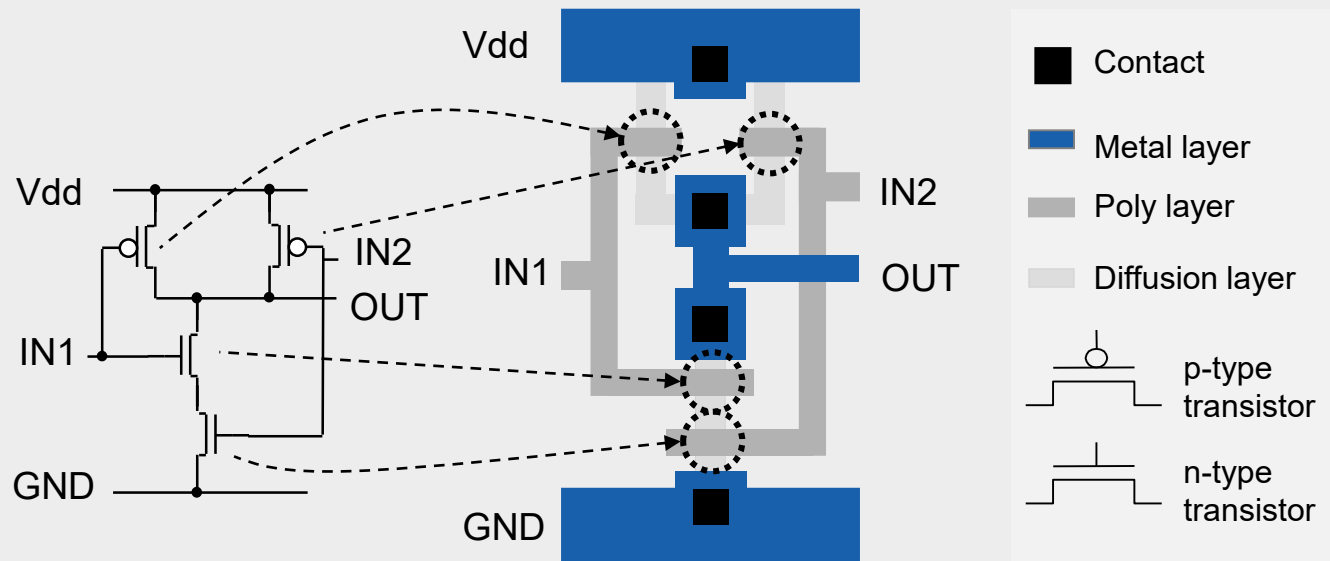 Vdd
IN2
OUT
IN1
GND
Vdd
IN2
IN1
OUT
GND
Contact
Metal layer
Poly layer
Diffusion layer
p-type
transistor
n-type
transistor